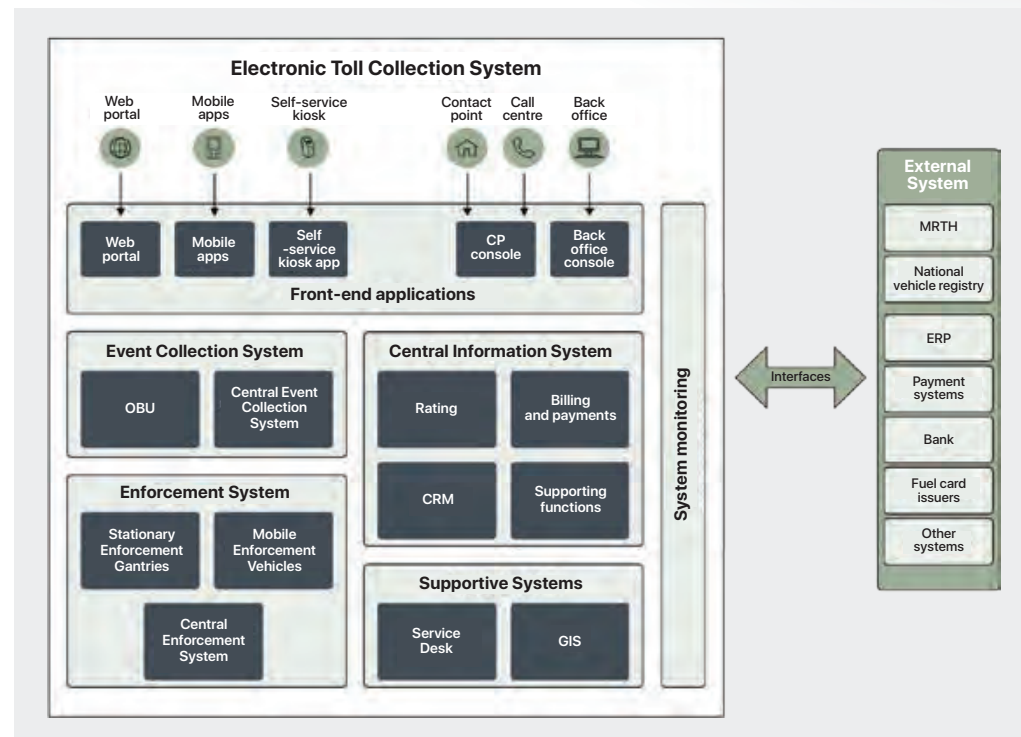 Electronic Toll Collection System
Web
portal
Mobile
apps
Self-service
kiosk
Contact
point
Call
centre
Back
office
Web
portal
Mobile
apps
Self
-service
kiosk app
CP
console
Back
office
console
Front-end applications
Event Collection System
OBU
Central Event
Collection
System
Central Information System
Rating
Billing
and payments
CRM
Supporting
functions
Enforcement System
Stationary
Enforcement
Gantries
Mobile
Enforcement
Vehicles
Central
Enforcement
System
Supportive Systems
Service
Desk
GIS
System monitoring
Interfaces
External
System
MRTH
National
vehicle registry
ERP
Payment
systems
Bank
Fuel card
issuers
Other
systems